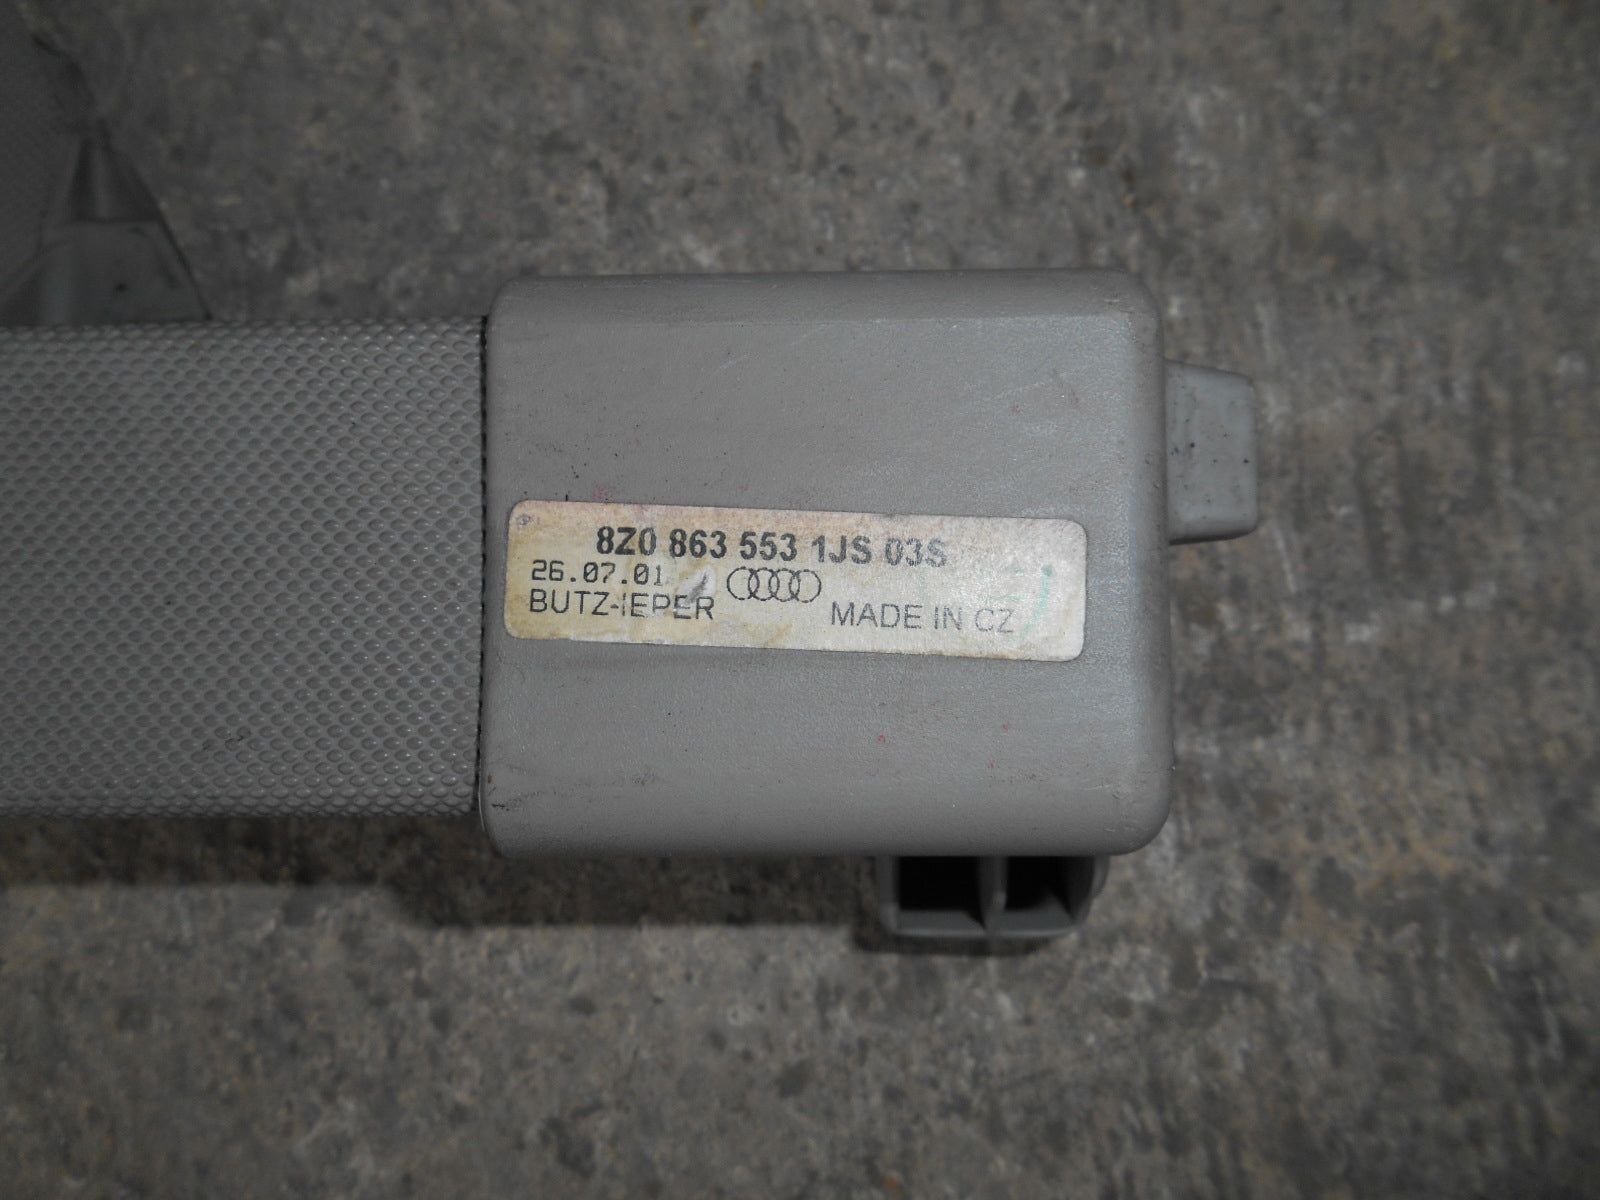 8Z0 863 553 1JS 03S
26.07.01
BUTZ-IEPER
MADE IN CZ